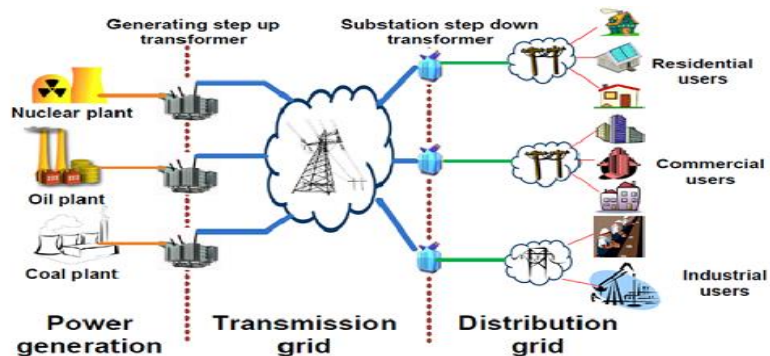 Generating step up
transformer
Substation step down
transformer
Nuclear plant
Residential
users
Oil plant
Commercial
users
Coal plant
Industrial
users
Power
generation
Transmission
grid
Distribution
grid